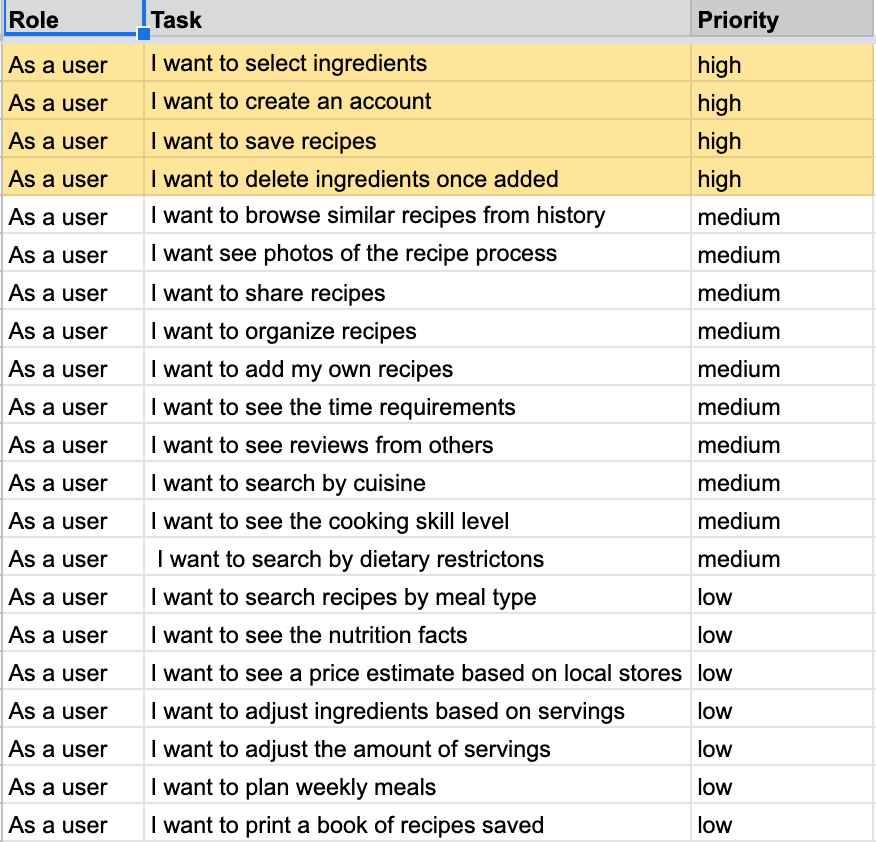 Role Task Priority
As a user I want to select ingredients high
As a user I want to create an account high
As a user I want to save recipes high
As a user I want to delete ingredients once added high
As a user I want to browse similar recipes from history medium
As a user I want see photos of the recipe process medium
As a user I want to share recipes medium
As a user I want to organize recipes medium
As a user I want to add my own recipes medium
As a user I want to see the time requirements medium
As a user I want to see reviews from others medium
As a user I want to search by cuisine medium
As a user I want to see the cooking skill level medium
As a user I want to search by dietary restrictons medium
As a user I want to search recipes by meal type low
As a user I want to see the nutrition facts low
As a user I want to see a price estimate based on local stores low
As a user I want to adjust ingredients based on servings low
As a user I want to adjust the amount of servings low
As a user I want to plan weekly meals low
As a user I want to print a book of recipes saved low